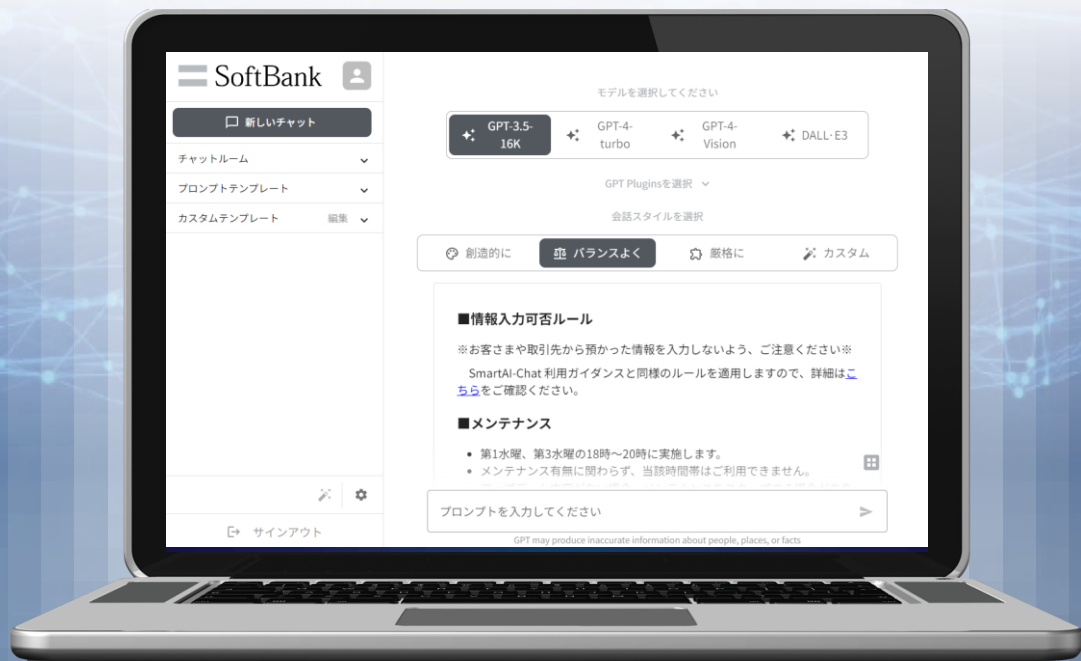 SoftBank
新しいチャット
チャットルーム
プロンプトテンプレート
カスタムテンプレート 編集
サインアウト
モデルを選択してください
GPT-3.5-
16K
GPT-4-
turbo
GPT-4-
Vision
DALL·E3
GPT Pluginsを選択
会話スタイルを選択
創造的に
バランスよく
厳格に
カスタム
■情報入力可否ルール
※お客さまや取引先から預かった情報を入力しないよう、ご注意ください※
SmartAI-Chat 利用ガイダンスと同様のルールを適用しますので、詳細はこ
ちらをご確認ください。
■メンテナンス
• 第1水曜、第3水曜の18時～20時に実施します。
• メンテナンス有無に関わらず、当該時間帯はご利用できません。
プロンプトを入力してください
GPT may produce inaccurate information about people, places, or facts